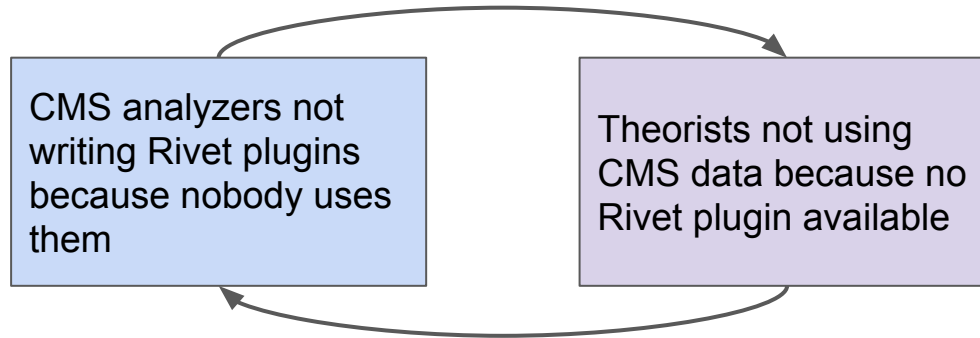 CMS analyzers not
writing Rivet plugins
because nobody uses
them
Theorists not using
CMS data because no
Rivet plugin available